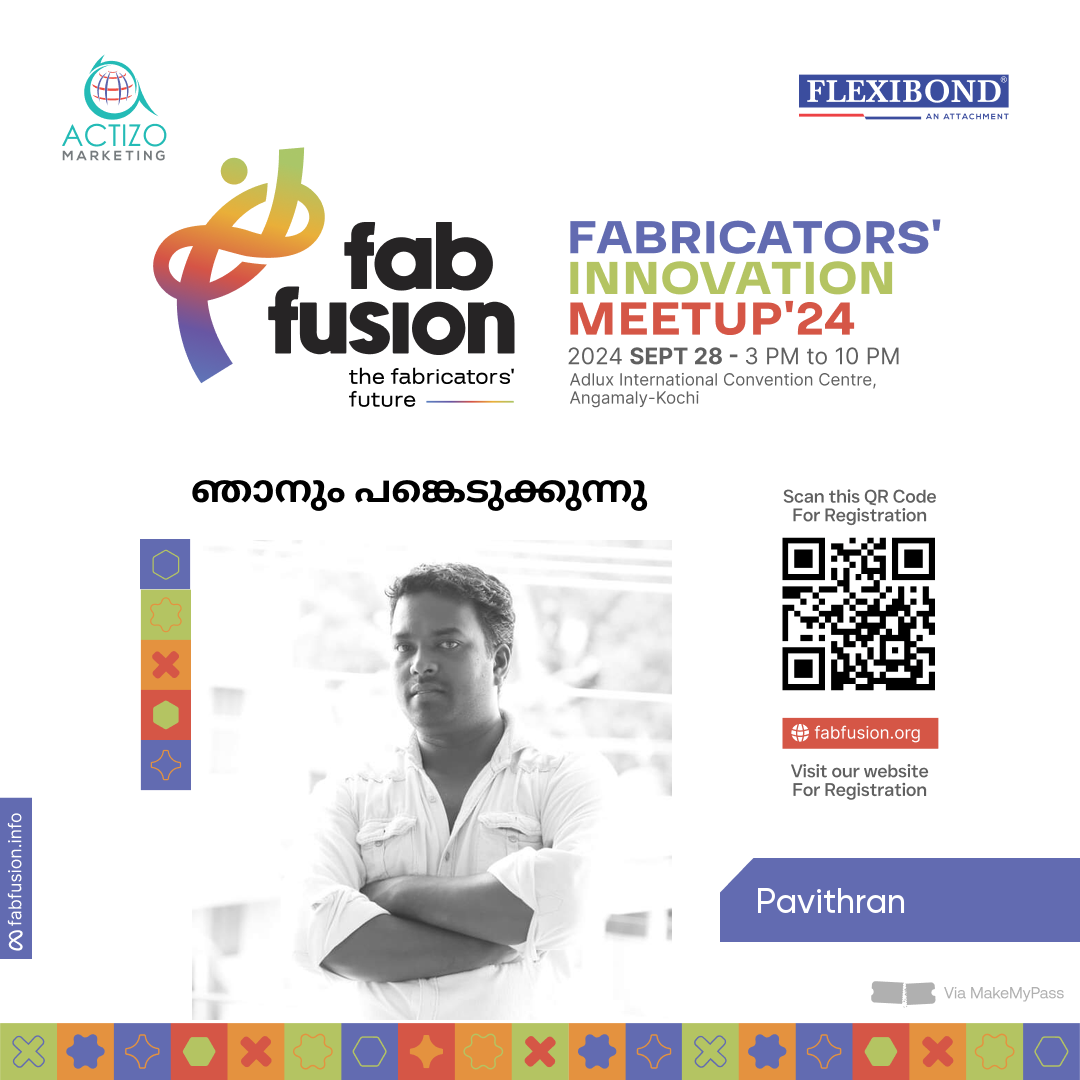 ACTIZO
MARKETING
FLEXIBOND®
AN ATTACHMENT
fab
fusion
the fabricators'
future
FABRICATORS'
INNOVATION
MEETUP'24
2024 SEPT 28 - 3 PM to 10 PM
Adlux International Convention Centre,
Angamaly-Kochi
ഞാനും പങ്കെടുക്കുന്നു
Scan this QR Code
For Registration
fabfusion.org
Visit our website
For Registration
fabfusion.info
Pavithran
Via MakeMyPass